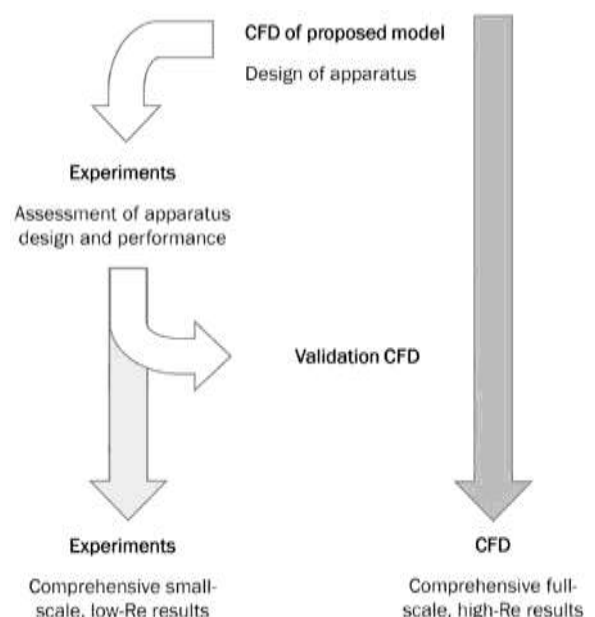 CFD of proposed model
Design of apparatus
Experiments
Assessment of apparatus
design and performance
Validation CFD
Experiments
Comprehensive small-
scale, low-Re results
CFD
Comprehensive full-
scale, high-Re results